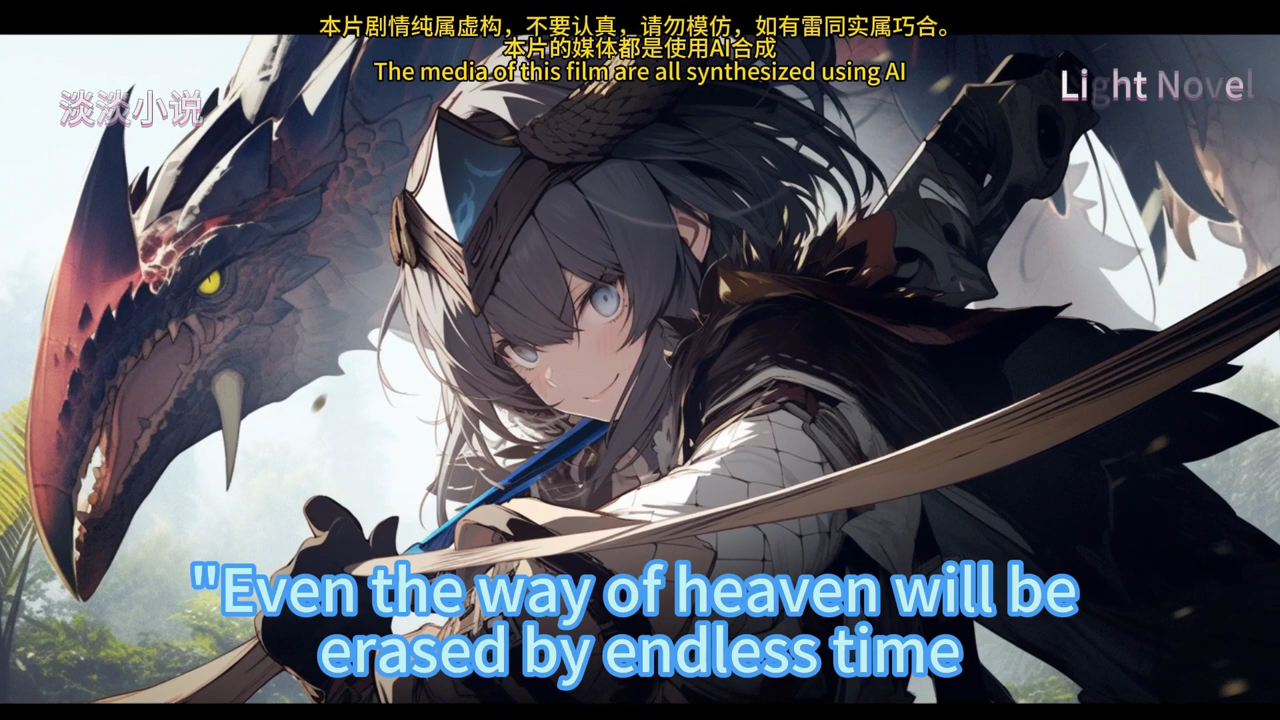 本片剧情纯属虚构，不要认真，请勿模仿，如有雷同实属巧合。
本片的媒体都是使用AI合成
The media of this film are all synthesized using AI
淡淡小说
Light Novel
"Even the way of heaven will be
erased by endless time